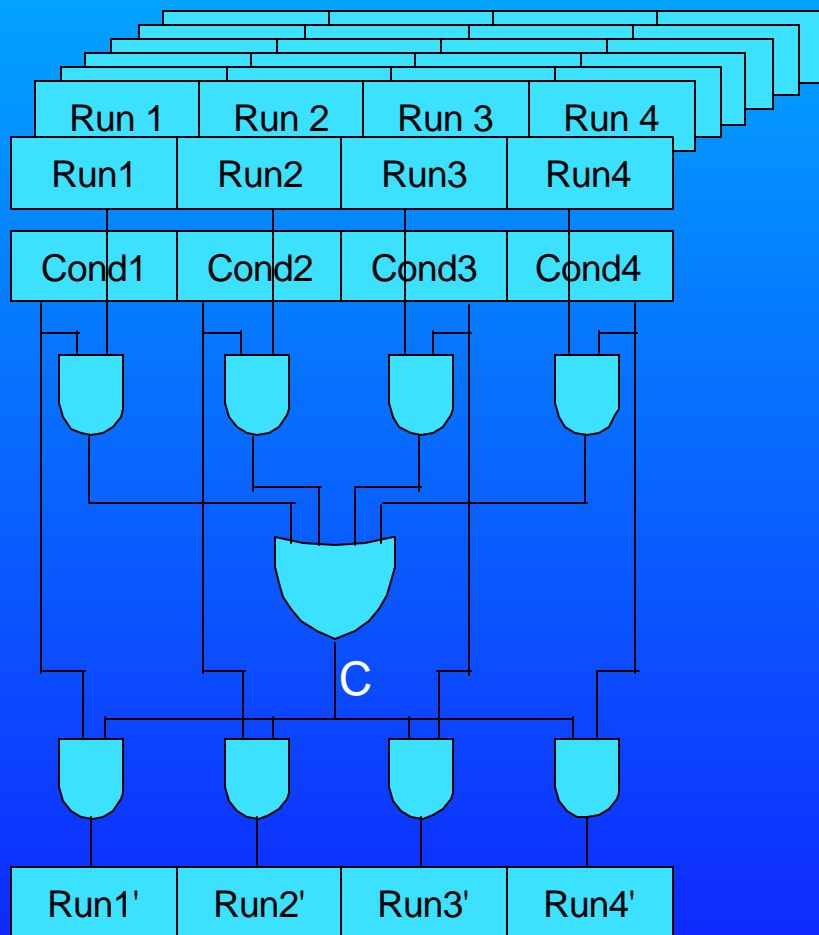 Run 1 Run 2 Run 3 Run 4
Run1 Run2 Run3 Run4
Cond1 Cond2 Cond3 Cond4
C
Run1' Run2' Run3' Run4'